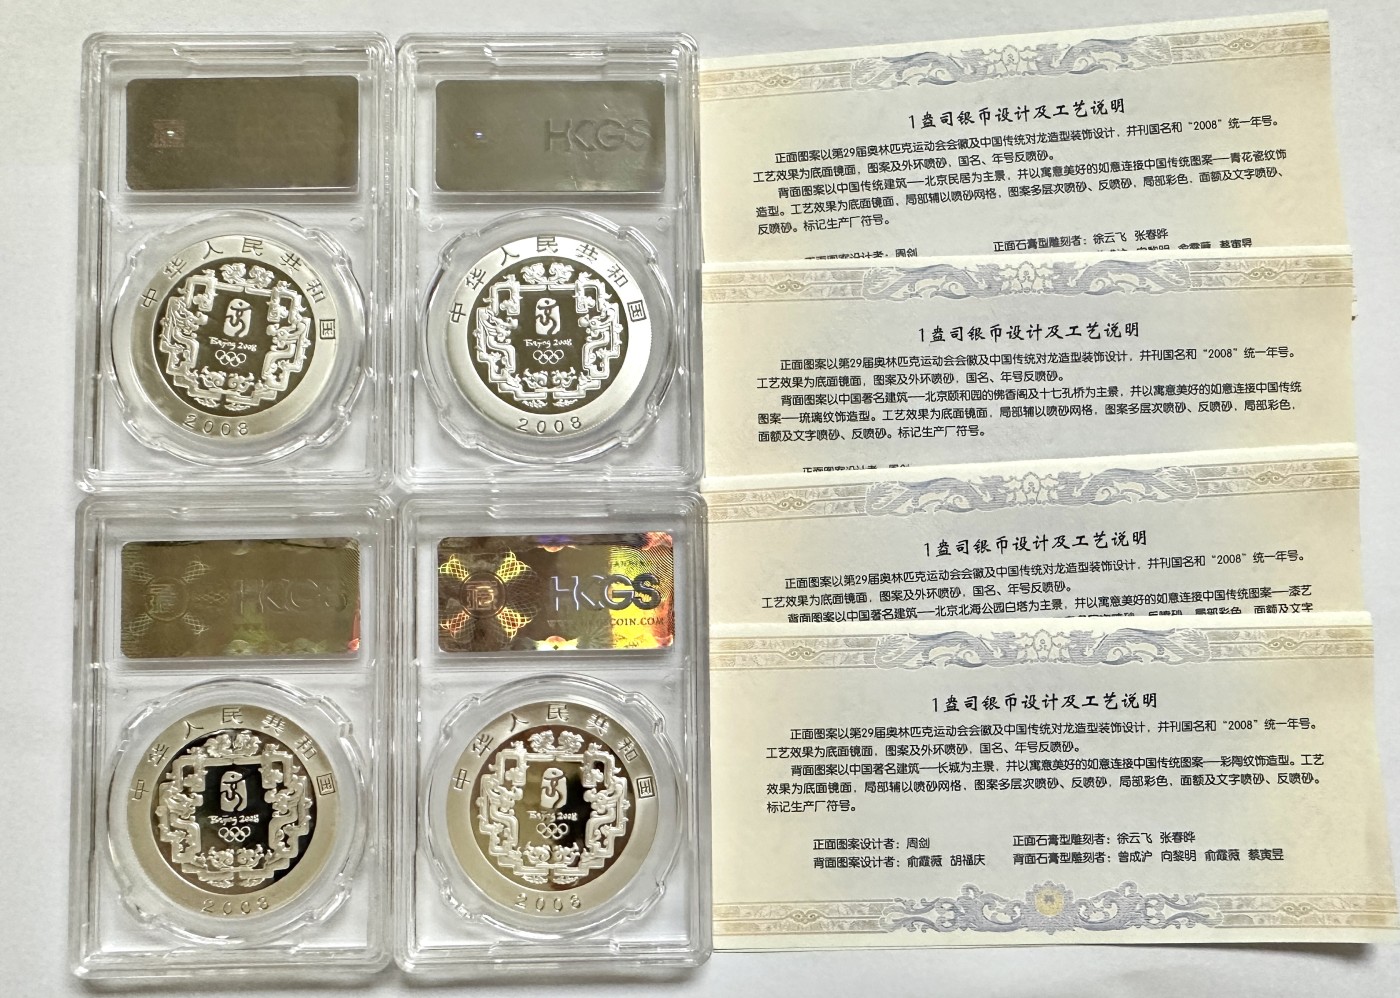 HKGS
中华人民共和国
Beijing 2008
2008
中华人民共和国
Beijing 2008
2008
HKGS
中华人民共和国
Beijing 2008
2008
HKGS
COIN.COM
中华人民共和国
Beijing 2008
2008
1盎司银币设计及工艺说明
正面图案以第29届奥林匹克运动会会徽及中国传统对龙造型装饰设计，并刊国名和“2008”统一年号。
工艺效果为底面镜面，图案及外环喷砂，国名、年号反喷砂。
背面图案以中国传统建筑——北京民居为主景，并以寓意美好的如意连接中国传统图案——青花瓷纹饰
造型。工艺效果为底面镜面，局部辅以喷砂网格，图案多层次喷砂、反喷砂，局部彩色，面额及文字喷砂、
反喷砂。标记生产厂符号。
正面图案设计者：周剑
正面石膏型雕刻者：徐云飞 张春晔
1盎司银币设计及工艺说明
正面图案以第29届奥林匹克运动会会徽及中国传统对龙造型装饰设计，并刊国名和“2008”统一年号。
工艺效果为底面镜面，图案及外环喷砂，国名、年号反喷砂。
背面图案以中国著名建筑——北京颐和园的佛香阁及十七孔桥为主景，并以寓意美好的如意连接中国传统
图案——琉璃纹饰造型。工艺效果为底面镜面，局部辅以喷砂网格，图案多层次喷砂、反喷砂，局部彩色，
面额及文字喷砂、反喷砂。标记生产厂符号。
1盎司银币设计及工艺说明
正面图案以第29届奥林匹克运动会会徽及中国传统对龙造型装饰设计，并刊国名和“2008”统一年号。
工艺效果为底面镜面，图案及外环喷砂，国名、年号反喷砂。
背面图案以中国著名建筑——北京北海公园白塔为主景，并以寓意美好的如意连接中国传统图案——漆艺
1盎司银币设计及工艺说明
正面图案以第29届奥林匹克运动会会徽及中国传统对龙造型装饰设计，并刊国名和“2008”统一年号。
工艺效果为底面镜面，图案及外环喷砂，国名、年号反喷砂。
背面图案以中国著名建筑——长城为主景，并以寓意美好的如意连接中国传统图案——彩陶纹饰造型。工艺
效果为底面镜面，局部辅以喷砂网格，图案多层次喷砂、反喷砂，局部彩色，面额及文字喷砂、反喷砂。
标记生产厂符号。
正面图案设计者：周剑 正面石膏型雕刻者：徐云飞 张春晔
背面图案设计者：俞霞薇 胡福庆 背面石膏型雕刻者：曾成沪 向黎明 俞霞薇 蔡寅昱